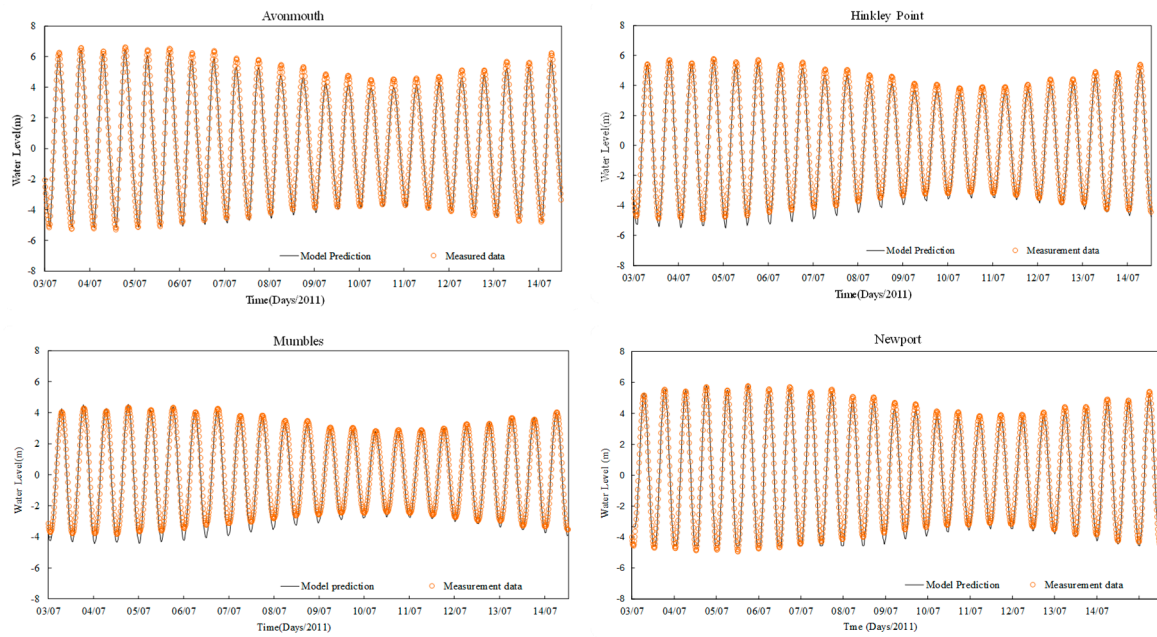 Avonmouth
8
6
4
2
0
-2
-4
-6
-8
Water Level(m)
Model Prediction Measured data
03/07 04/07 05/07 06/07 07/07 08/07 09/07 10/07 11/07 12/07 13/07 14/07
Time(Days/2011)
Hinkley Point
8
6
4
2
0
-2
-4
-6
-8
Water Level(m)
Model Prediction Measurement data
03/07 04/07 05/07 06/07 07/07 08/07 09/07 10/07 11/07 12/07 13/07 14/07
Time(Days/2011)
Mumbles
8
6
4
2
0
-2
-4
-6
-8
Water Level(m)
Model prediction Measurement data
03/07 04/07 05/07 06/07 07/07 08/07 09/07 10/07 11/07 12/07 13/07 14/07
Time(Days/2011)
Newport
8
6
4
2
0
-2
-4
-6
-8
Water Level (m)
Model Prediction Measurement data
03/07 04/07 05/07 06/07 07/07 08/07 09/07 10/07 11/07 12/07 13/07 14/07
Tme (Days/2011)